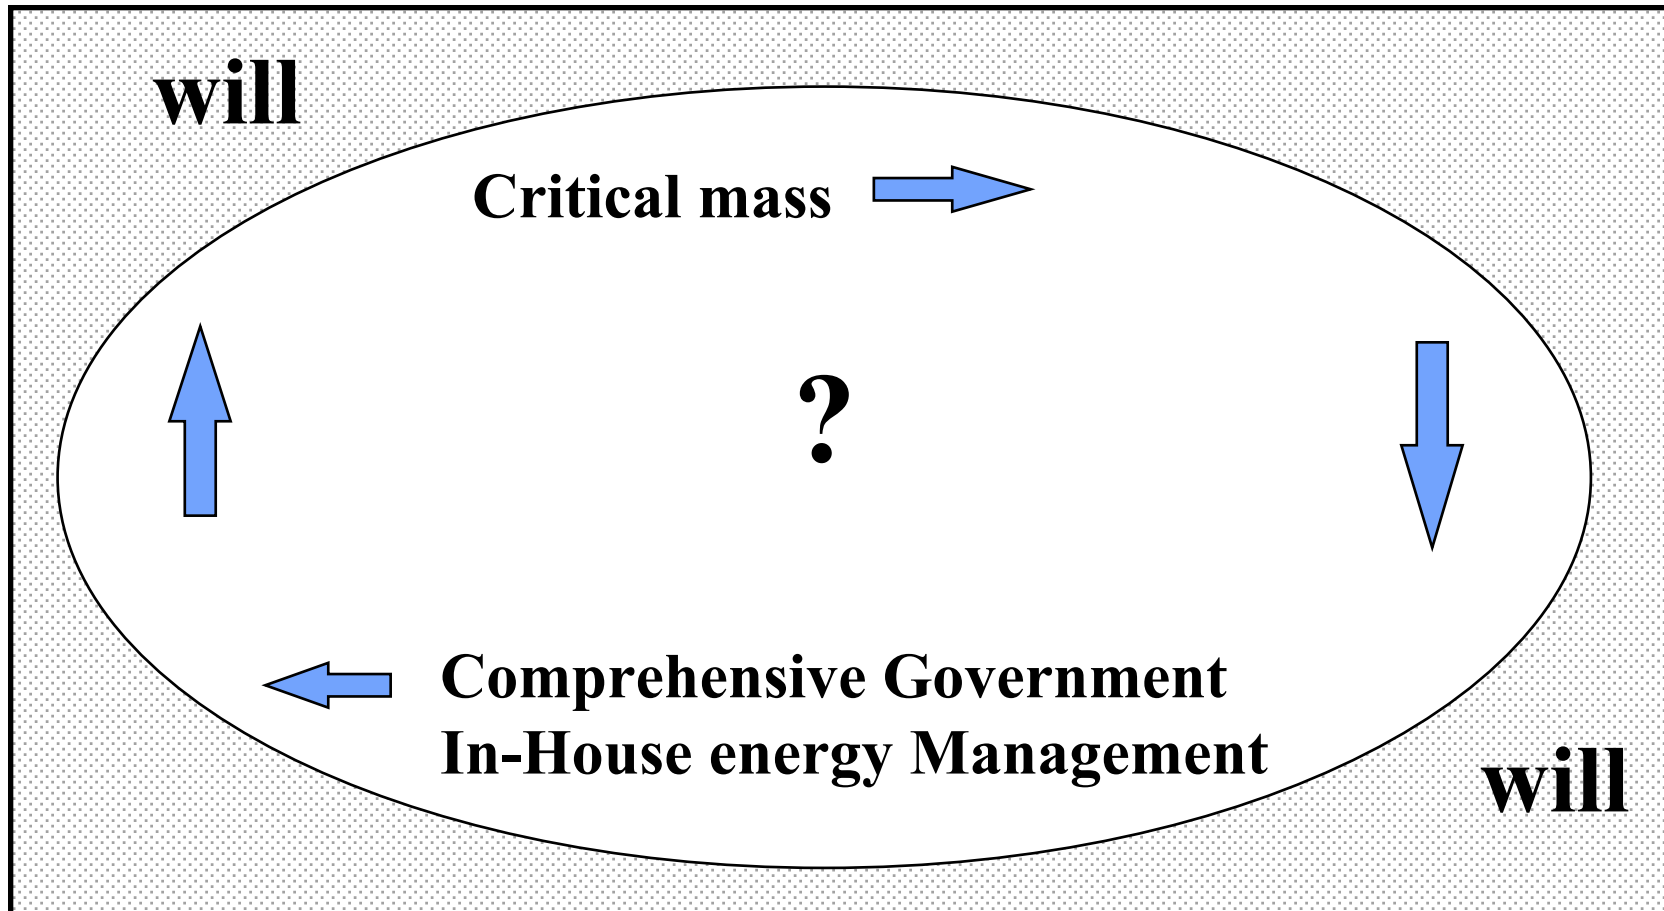 will
Critical mass
?
Comprehensive Government
In-House energy Management
will